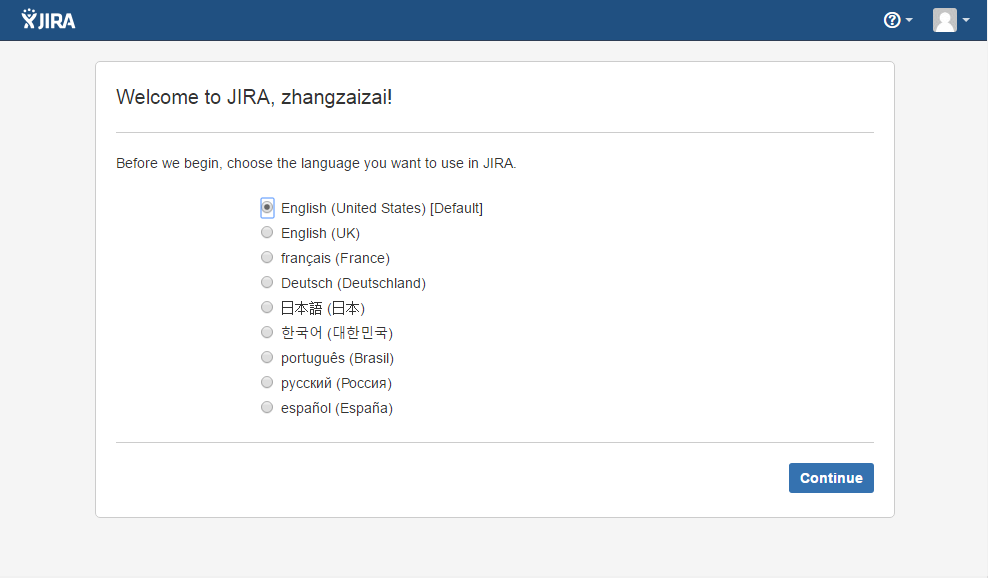 JIRA
Welcome to JIRA, zhangzaizai!
Before we begin, choose the language you want to use in JIRA.
English (United States) [Default]
English (UK)
français (France)
Deutsch (Deutschland)
日本語 (日本)
한국어 (대한민국)
português (Brasil)
русский (Россия)
español (España)
Continue